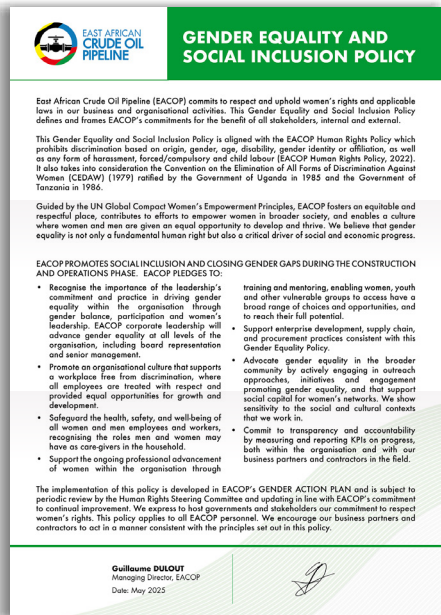 EAST AFRICAN
CRUDE OIL
PIPELINE
GENDER EQUALITY AND
SOCIAL INCLUSION POLICY
East African Crude Oil Pipeline (EACOP) commits to respect and uphold women's rights and applicable
laws in our business and organisational activities. This Gender Equality and Social Inclusion Policy
defines and frames EACOP's commitments for the benefit of all stakeholders, internal and external.
This Gender Equality and Social Inclusion Policy is aligned with the EACOP Human Rights Policy which
prohibits discrimination based on origin, gender, age, disability, gender identity or affiliation, as well
as any form of harassment, forced/compulsory and child labour (EACOP Human Rights Policy, 2022).
It also takes into consideration the Convention on the Elimination of All Forms of Discrimination Against
Women (CEDAW) (1979) ratified by the Government of Uganda in 1985 and the Government of
Tanzania in 1986.
Guided by the UN Global Compact Women's Empowerment Principles, EACOP fosters an equitable and
respectful place, contributes to efforts to empower women in broader society, and enables a culture
where women and men are given an equal opportunity to develop and thrive. We believe that gender
equality is not only a fundamental human right but also a critical driver of social and economic progress.
EACOP PROMOTES SOCIAL INCLUSION AND CLOSING GENDER GAPS DURING THE CONSTRUCTION
AND OPERATIONS PHASE. EACOP PLEDGES TO:
• Recognise the importance of the leadership's
commitment and practice in driving gender
equality within the organisation through
gender balance, participation and women's
leadership. EACOP corporate leadership will
advance gender equality at all levels of the
organisation, including board representation
and senior management.
• Promote an organisational culture that supports
a workplace free from discrimination, where
all employees are treated with respect and
provided equal opportunities for growth and
development.
• Safeguard the health, safety, and well-being of
all women and men employees and workers,
recognising the roles men and women may
have as care-givers in the household.
• Support the ongoing professional advancement
of women within the organisation through
training and mentoring, enabling women, youth
and other vulnerable groups to access have a
broad range of choices and opportunities, and
to reach their full potential.
• Support enterprise development, supply chain,
and procurement practices consistent with this
Gender Equality Policy.
• Advocate gender equality in the broader
community by actively engaging in outreach
approaches, initiatives and engagement
promoting gender equality, and that support
social capital for women's networks. We show
sensitivity to the social and cultural contexts
that we work in.
• Commit to transparency and accountability
by measuring and reporting KPIs on progress,
both within the organisation and with our
business partners and contractors in the field.
The implementation of this policy is developed in EACOP's GENDER ACTION PLAN and is subject to
periodic review by the Human Rights Steering Committee and updating in line with EACOP's commitment
to continual improvement. We express to host governments and stakeholders our commitment to respect
women's rights. This policy applies to all EACOP personnel. We encourage our business partners and
contractors to act in a manner consistent with the principles set out in this policy.
Guillaume DULOUT
Managing Director, EACOP
Date: May 2025